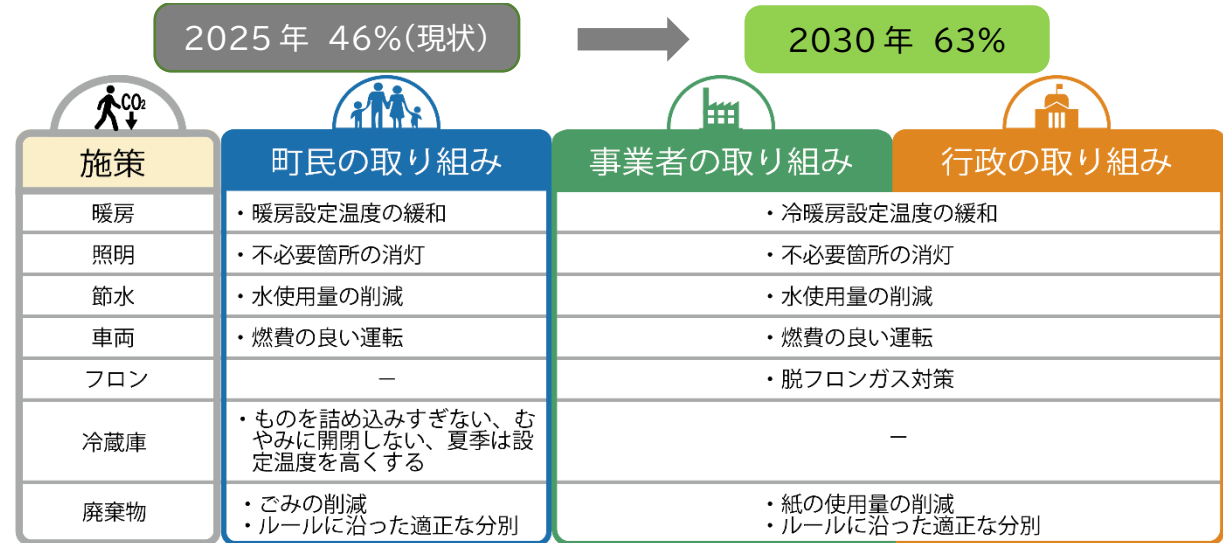 2025年 46%(現状)
2030年 63%
CO₂
施策
町民の取り組み
事業者の取り組み
行政の取り組み
暖房
・暖房設定温度の緩和
・冷暖房設定温度の緩和
照明
・不必要箇所の消灯
・不必要箇所の消灯
節水
・水使用量の削減
・水使用量の削減
車両
・燃費の良い運転
・燃費の良い運転
フロン
－
・脱フロンガス対策
冷蔵庫
・ものを詰め込みすぎない、む
やみに開閉しない、夏季は設
定温度を高くする
－
廃棄物
・ごみの削減
・ルールに沿った適正な分別
・紙の使用量の削減
・ルールに沿った適正な分別